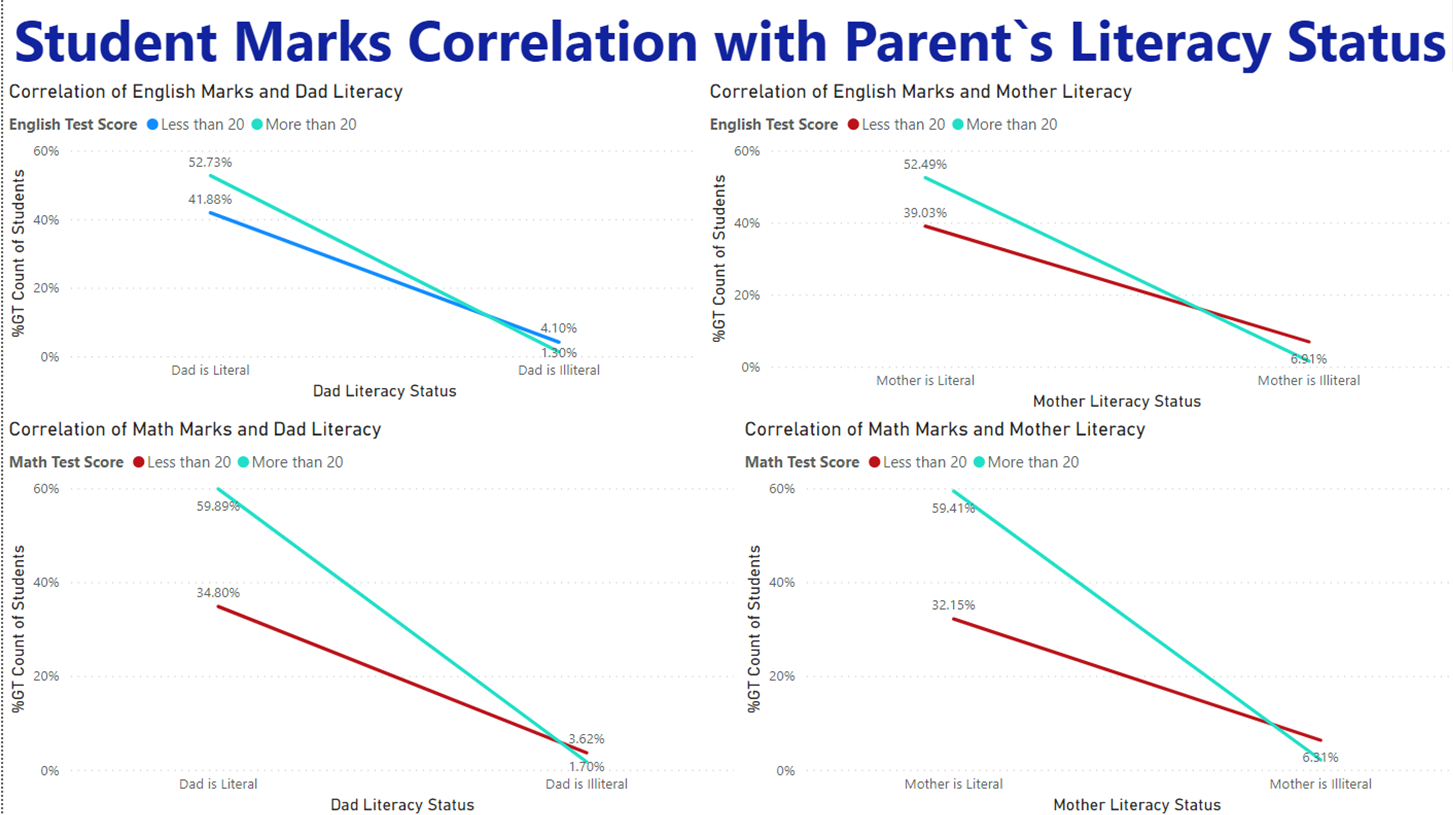 Student Marks Correlation with Parent`s Literacy Status
Correlation of English Marks and Dad Literacy
English Test Score Less than 20 More than 20
%GT Count of Students
60%
40%
20%
0%
52.73%
41.88%
4.10%
1.30%
Dad is Literal Dad is Illiteral
Dad Literacy Status
Correlation of English Marks and Mother Literacy
English Test Score Less than 20 More than 20
%GT Count of Students
60%
40%
20%
0%
52.49%
39.03%
6.91%
Mother is Literal Mother is Illiteral
Mother Literacy Status
Correlation of Math Marks and Dad Literacy
Math Test Score Less than 20 More than 20
%GT Count of Students
60%
40%
20%
0%
59.89%
34.80%
3.62%
1.70%
Dad is Literal Dad is Illiteral
Dad Literacy Status
Correlation of Math Marks and Mother Literacy
Math Test Score Less than 20 More than 20
%GT Count of Students
60%
40%
20%
0%
59.41%
32.15%
6.31%
Mother is Literal Mother is Illiteral
Mother Literacy Status